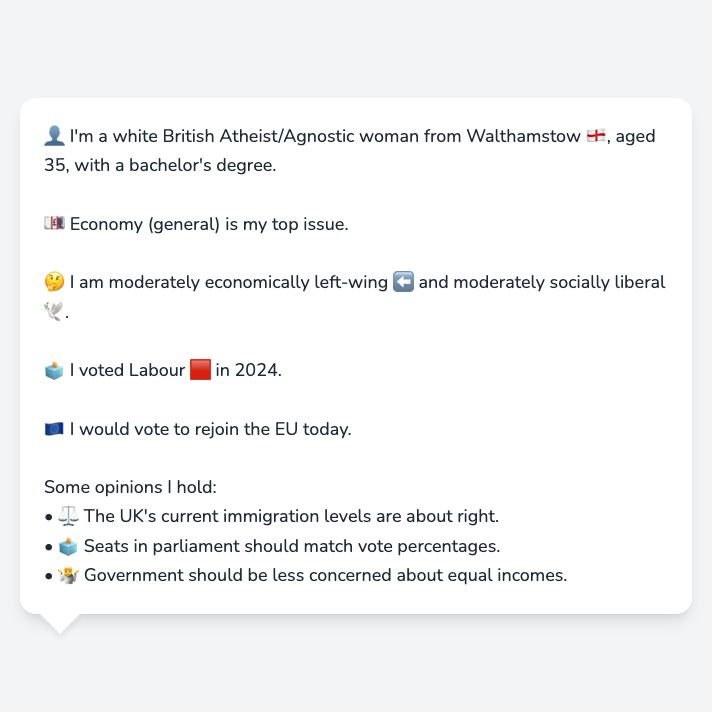 👤 I'm a white British Atheist/Agnostic woman from Walthamstow 🏴󠁧󠁢󠁥󠁮󠁧󠁿, aged
35, with a bachelor's degree.
💷 Economy (general) is my top issue.
🤔 I am moderately economically left-wing ⬅️ and moderately socially liberal
🕊️.
🗳️ I voted Labour 🟥 in 2024.
🇪🇺 I would vote to rejoin the EU today.
Some opinions I hold:
• ⚖️ The UK's current immigration levels are about right.
• 🗳️ Seats in parliament should match vote percentages.
• 🤷 Government should be less concerned about equal incomes.